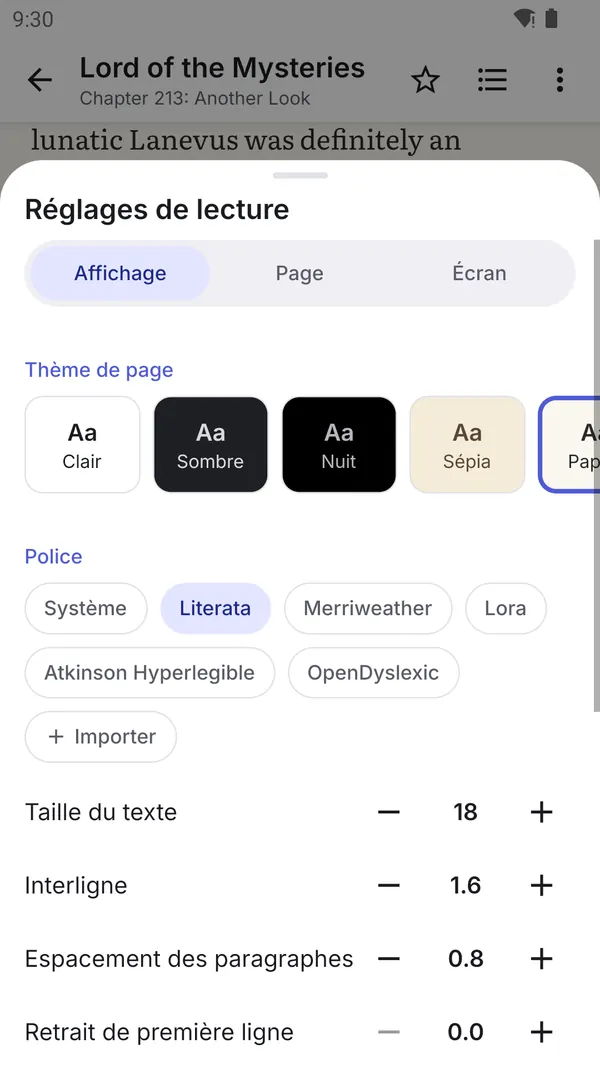 9:30
Lord of the Mysteries
Chapter 213: Another Look
lunatic Lanevus was definitely an
Réglages de lecture
Affichage Page Écran
Thème de page
Aa Aa Aa Aa
Clair Sombre Nuit Sépia
Police
Système Literata Merriweather Lora
Atkinson Hyperlegible OpenDyslexic
+ Importer
Taille du texte — 18 +
Interligne — 1.6 +
Espacement des paragraphes — 0.8 +
Retrait de première ligne — 0.0 +